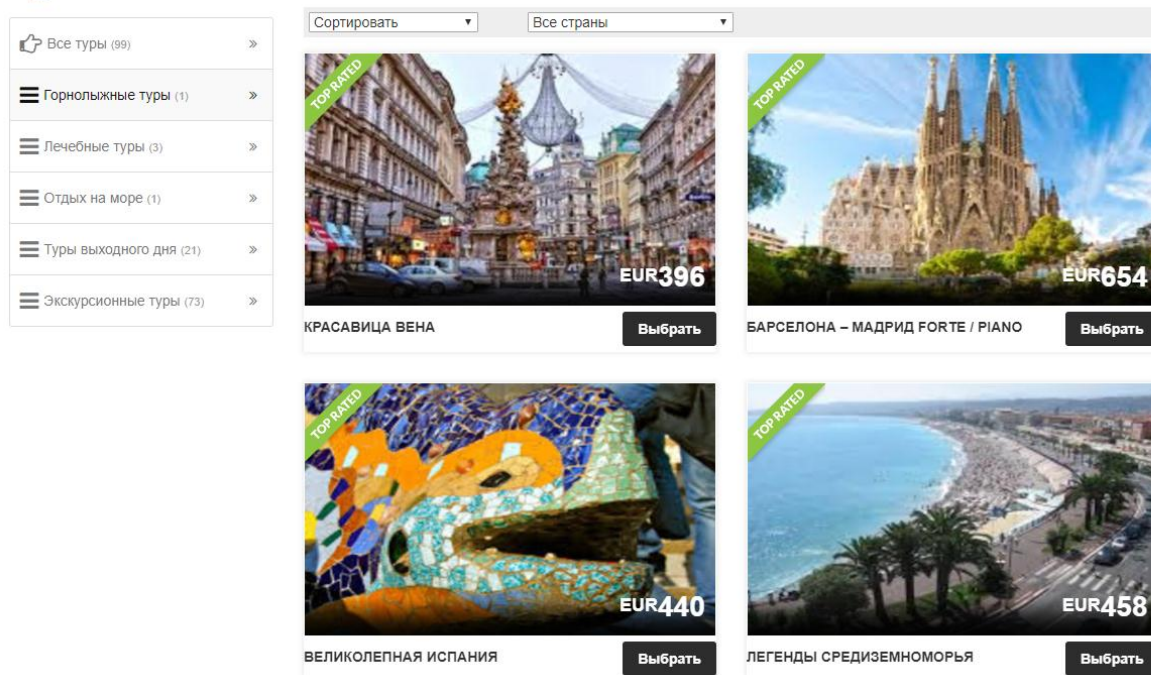 Все туры (99) »
Горнолыжные туры (1) »
Лечебные туры (3) »
Отдых на море (1) »
Туры выходного дня (21) »
Экскурсионные туры (73) »
Сортировать
Все страны
TOP RATED
EUR396
КРАСАВИЦА ВЕНА
Выбрать
TOP RATED
EUR654
БАРСЕЛОНА – МАДРИД FORTE / PIANO
Выбрать
TOP RATED
EUR440
ВЕЛИКОЛЕПНАЯ ИСПАНИЯ
Выбрать
TOP RATED
EUR458
ЛЕГЕНДЫ СРЕДИЗЕМНОМОРЬЯ
Выбрать